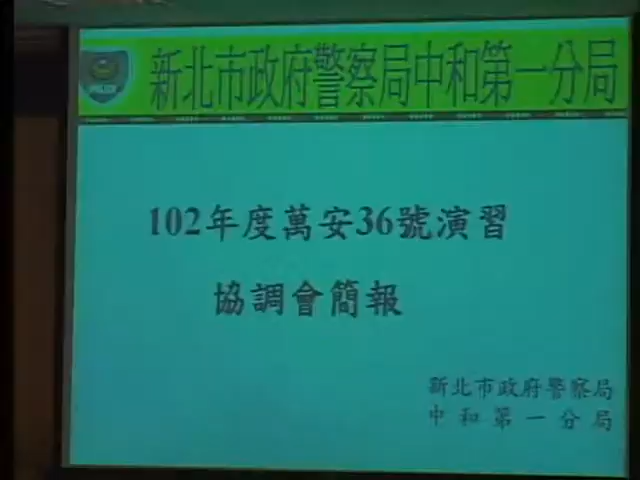 新北市政府警察局中和第一分局
102年度萬安36號演習
協調會簡報
新北市政府警察局
中和第一分局